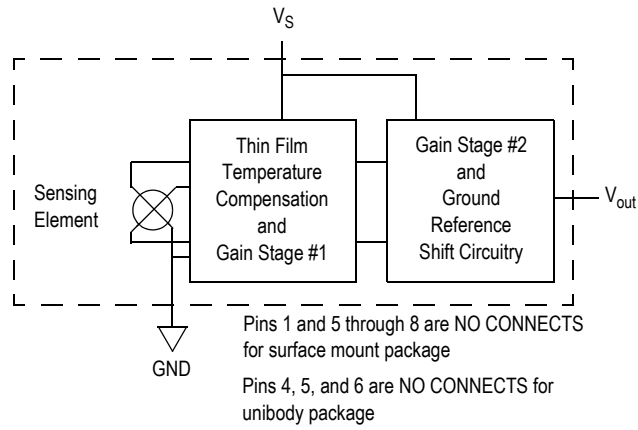 V_S
Thin Film
Temperature
Compensation
and
Gain Stage #1
Gain Stage #2
and
Ground
Reference
Shift Circuitry
Sensing
Element
V_out
GND
Pins 1 and 5 through 8 are NO CONNECTS
for surface mount package
Pins 4, 5, and 6 are NO CONNECTS for
unibody package